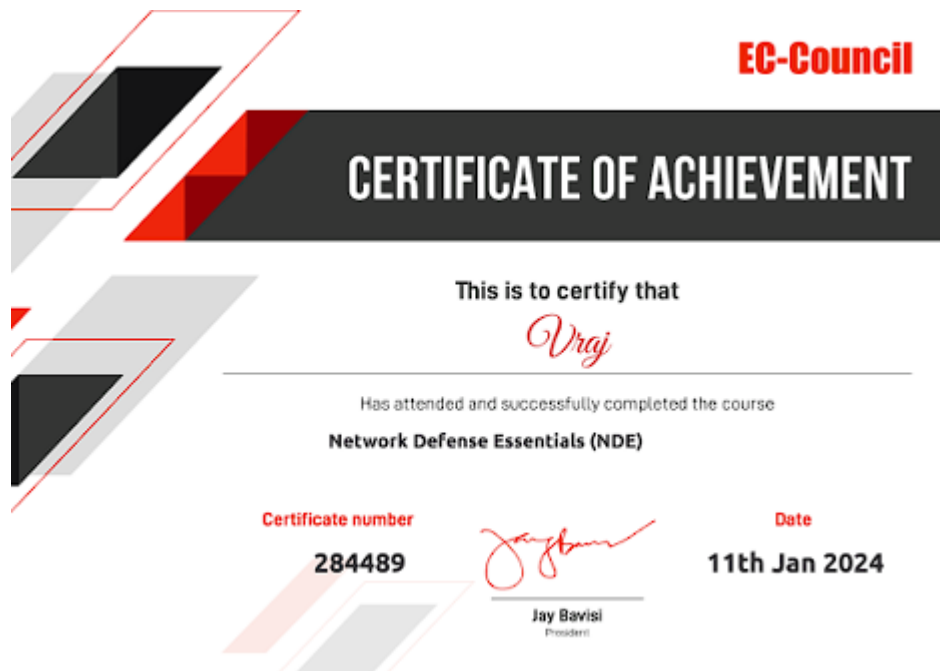 EC-Council
CERTIFICATE OF ACHIEVEMENT
This is to certify that
Vraj
Has attended and successfully completed the course
Network Defense Essentials (NDE)
Certificate number
284489
Jay Bavisi
President
Date
11th Jan 2024